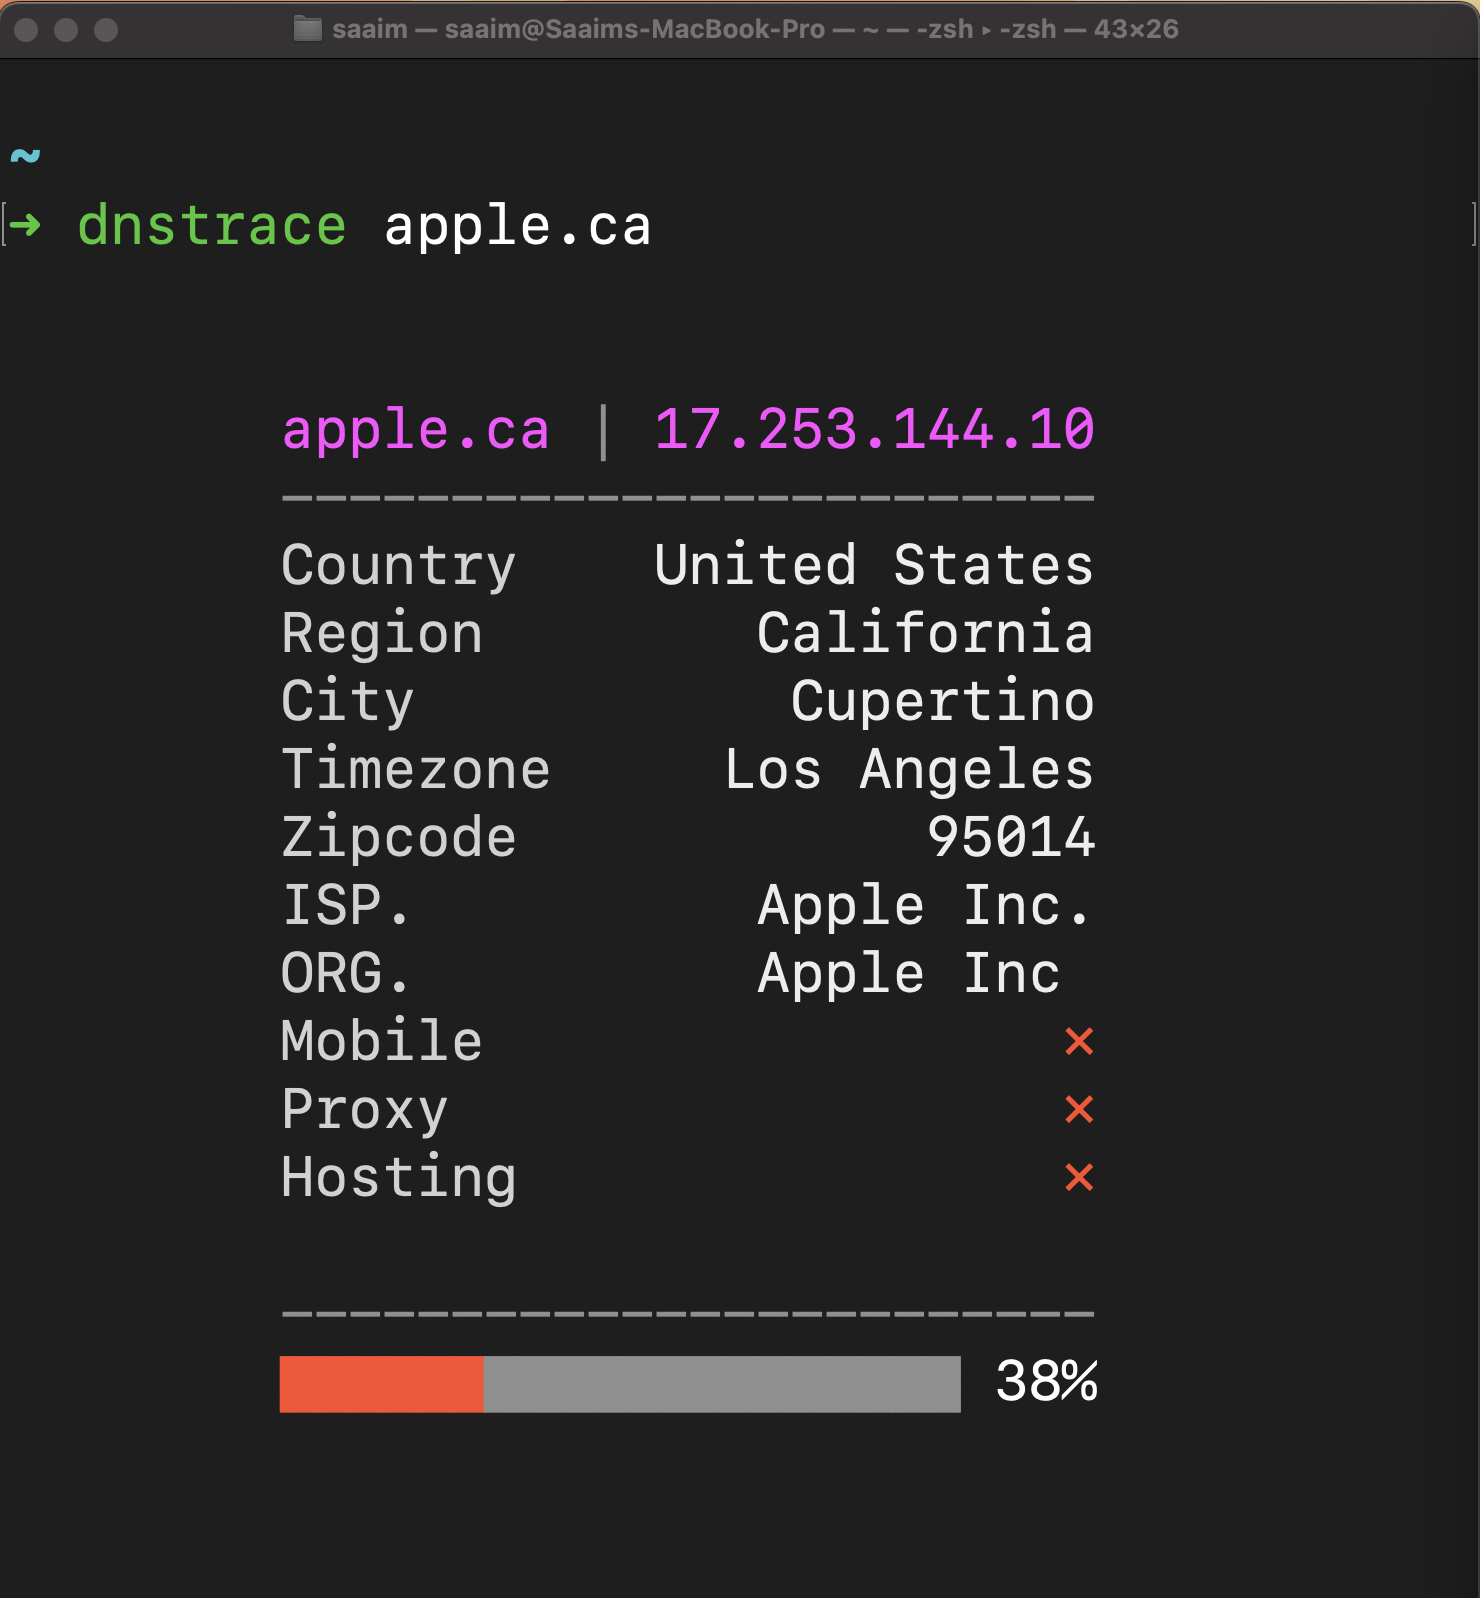 saaim — saaim@Saaims-MacBook-Pro — ~ — -zsh ▸ -zsh — 43×26
~
[➜ dnstrace apple.ca ]
apple.ca | 17.253.144.10
————————————————————————
Country United States
Region California
City Cupertino
Timezone Los Angeles
Zipcode 95014
ISP. Apple Inc.
ORG. Apple Inc
Mobile ×
Proxy ×
Hosting ×
————————————————————————
38%